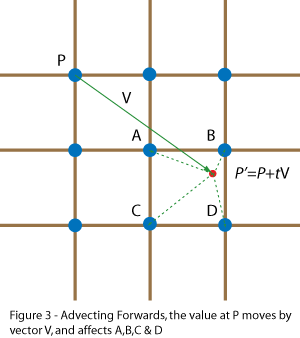 P
V
A
B
P'=P+tV
C
D
Figure 3 - Advecting Forwards, the value at P moves by
vector V, and affects A,B,C & D